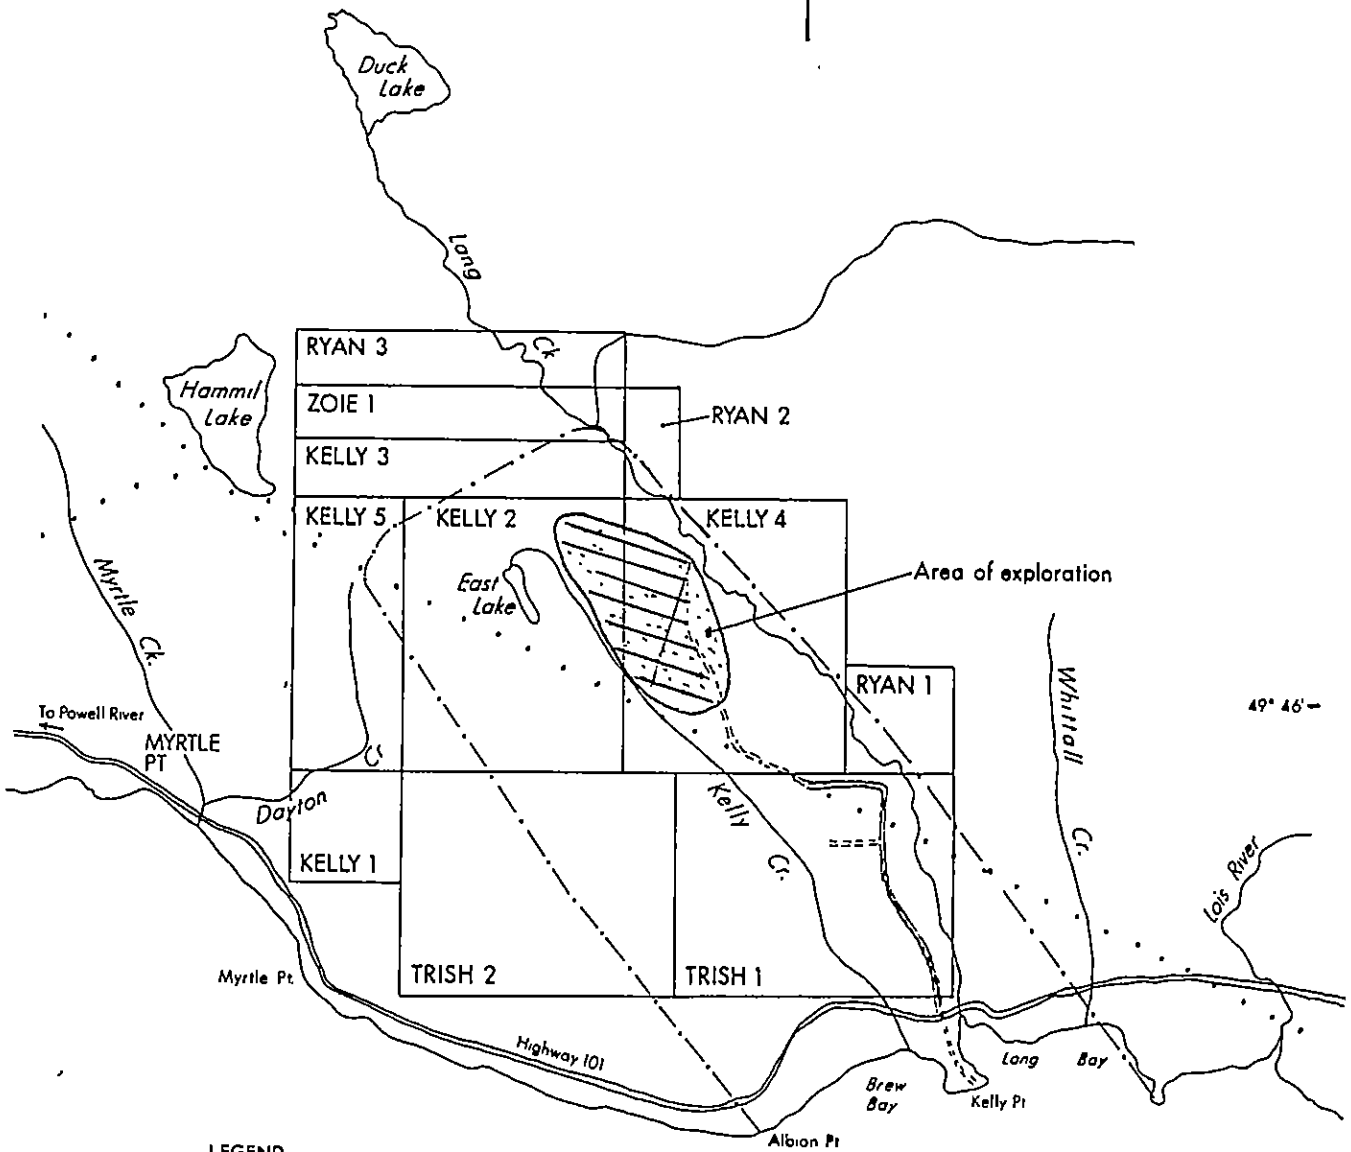 Duck
Lake
Lang
Ck
RYAN 3
Hammil
Lake
ZOIE 1
RYAN 2
KELLY 3
KELLY 5
KELLY 2
KELLY 4
Myrtle
Ck.
East
Lake
Area of exploration
RYAN 1
Whittall
Cr.
49° 46'
To Powell River
MYRTLE
PT
Dayton
Cr
Kelly
Cr.
KELLY 1
Lois River
Myrtle Pt.
TRISH 2
TRISH 1
Highway 101
Lang Bay
Brew
Bay
Kelly Pt
Albion Pt
LEGEND